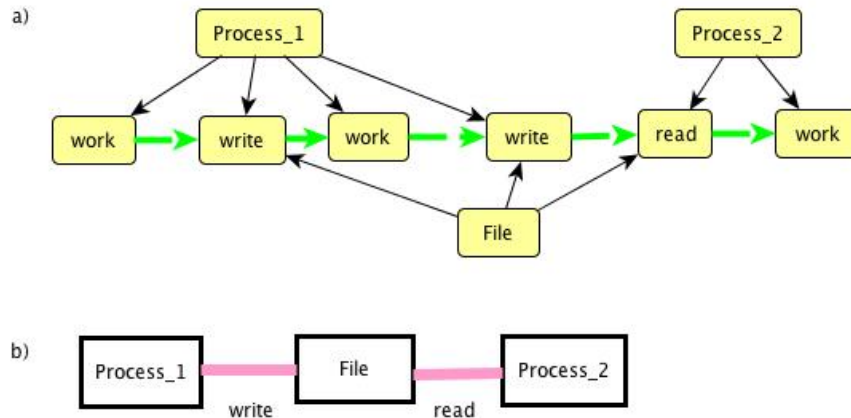 a)
Process_1
Process_2
work
write
work
write
read
work
File
b)
Process_1
File
Process_2
write
read